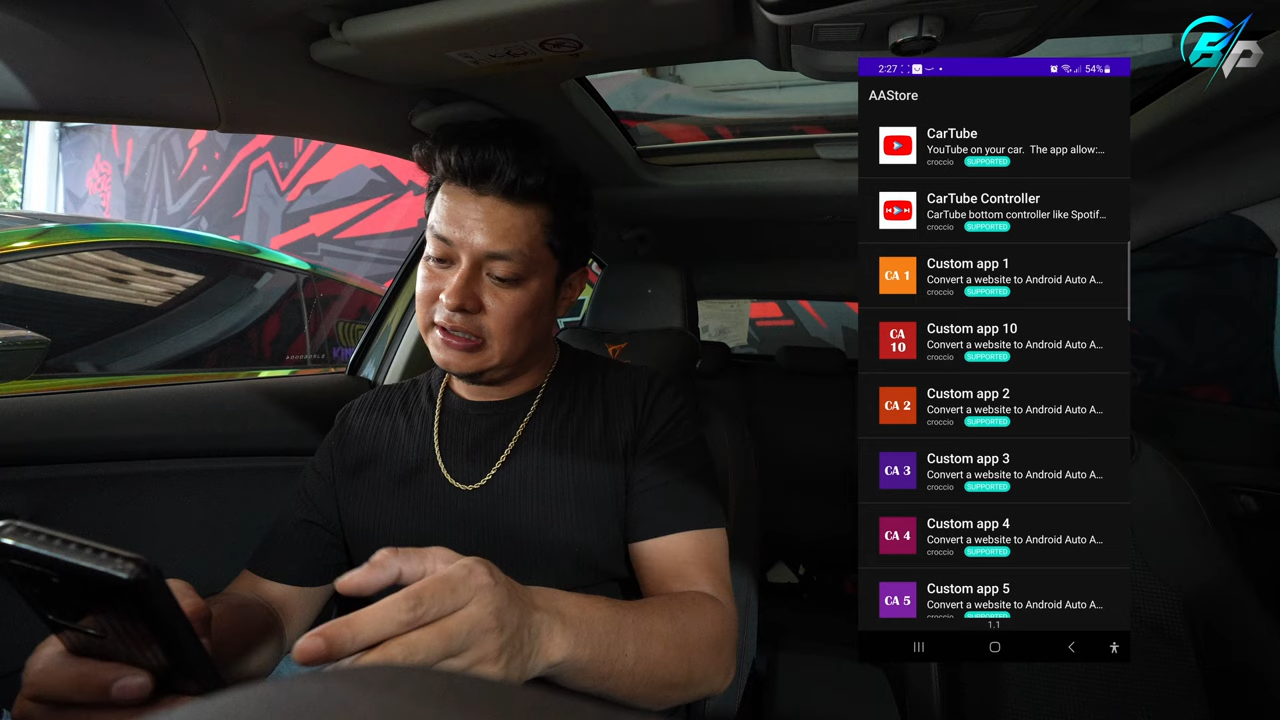 BP
2:27
54%
AAStore
CarTube
YouTube on your car. The app allow:...
croccio SUPPORTED
CarTube Controller
CarTube bottom controller like Spotif...
croccio SUPPORTED
CA 1
Custom app 1
Convert a website to Android Auto A...
croccio SUPPORTED
CA
10
Custom app 10
Convert a website to Android Auto A...
croccio SUPPORTED
CA 2
Custom app 2
Convert a website to Android Auto A...
croccio SUPPORTED
CA 3
Custom app 3
Convert a website to Android Auto A...
croccio SUPPORTED
CA 4
Custom app 4
Convert a website to Android Auto A...
croccio SUPPORTED
CA 5
Custom app 5
Convert a website to Android Auto A...
croccio SUPPORTED
1.1